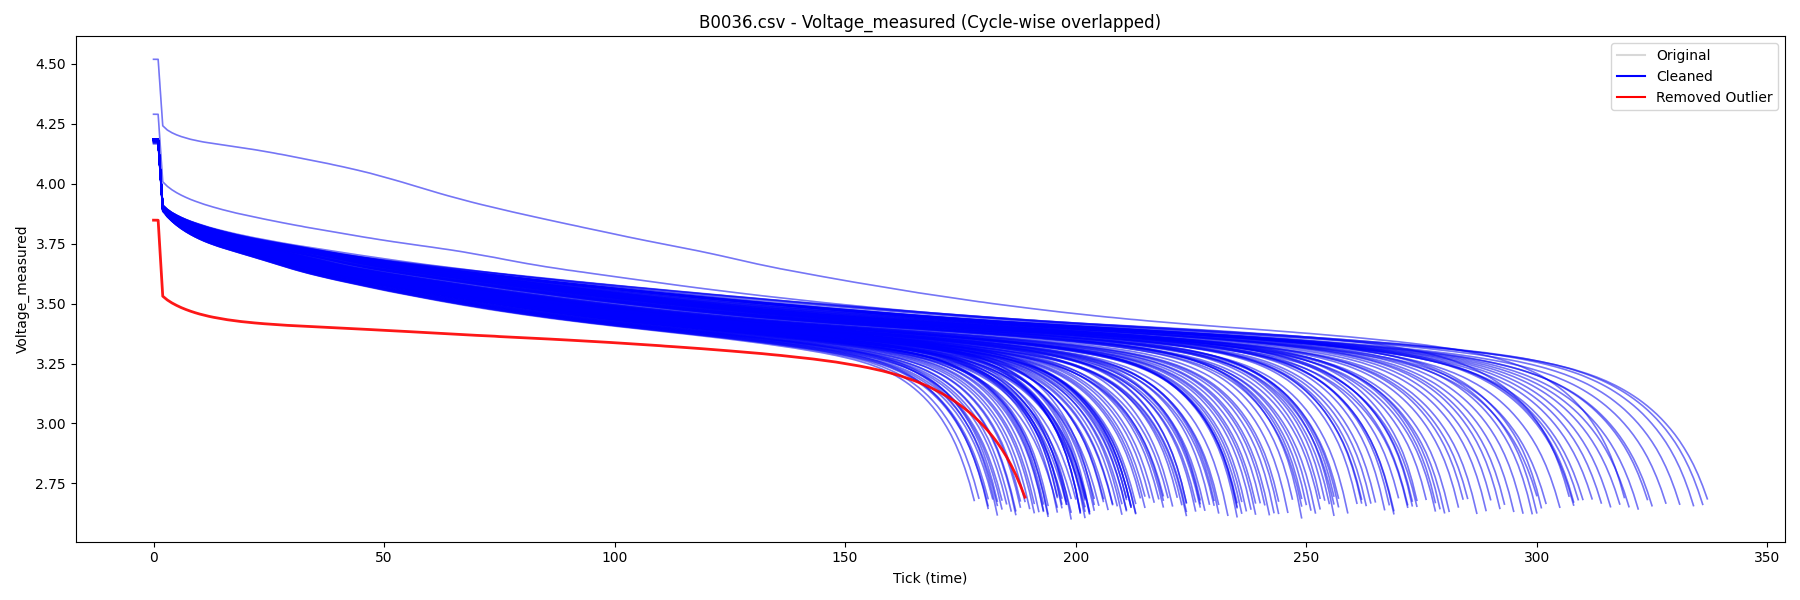 B0036.csv - Voltage_measured (Cycle-wise overlapped)
Original
Cleaned
Removed Outlier
Voltage_measured
4.50
4.25
4.00
3.75
3.50
3.25
3.00
2.75
0 50 100 150 200 250 300 350
Tick (time)